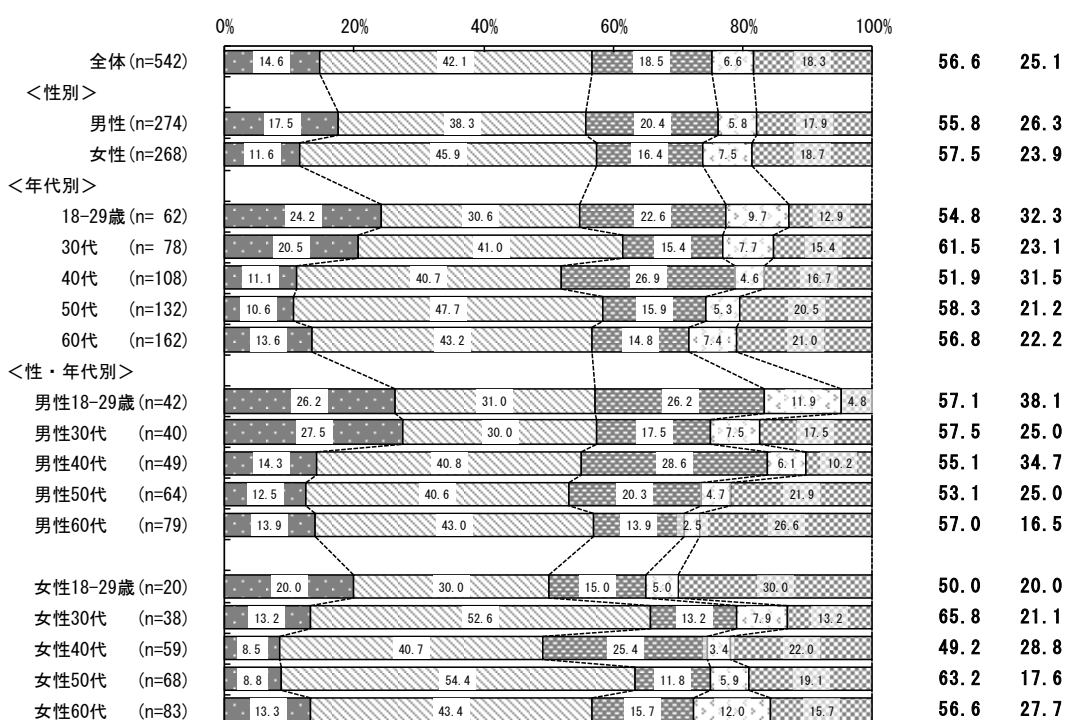 0% 20% 40% 60% 80% 100%
全体(n=542) 14.6 42.1 18.5 6.6 18.3 56.6 25.1
＜性別＞
男性(n=274) 17.5 38.3 20.4 5.8 17.9 55.8 26.3
女性(n=268) 11.6 45.9 16.4 7.5 18.7 57.5 23.9
＜年代別＞
18-29歳(n= 62) 24.2 30.6 22.6 9.7 12.9 54.8 32.3
30代 (n= 78) 20.5 41.0 15.4 7.7 15.4 61.5 23.1
40代 (n=108) 11.1 40.7 26.9 4.6 16.7 51.9 31.5
50代 (n=132) 10.6 47.7 15.9 5.3 20.5 58.3 21.2
60代 (n=162) 13.6 43.2 14.8 7.4 21.0 56.8 22.2
＜性・年代別＞
男性18-29歳(n=42) 26.2 31.0 26.2 11.9 4.8 57.1 38.1
男性30代 (n=40) 27.5 30.0 17.5 7.5 17.5 57.5 25.0
男性40代 (n=49) 14.3 40.8 28.6 6.1 10.2 55.1 34.7
男性50代 (n=64) 12.5 40.6 20.3 4.7 21.9 53.1 25.0
男性60代 (n=79) 13.9 43.0 13.9 2.5 26.6 57.0 16.5
女性18-29歳(n=20) 20.0 30.0 15.0 5.0 30.0 50.0 20.0
女性30代 (n=38) 13.2 52.6 13.2 7.9 13.2 65.8 21.1
女性40代 (n=59) 8.5 40.7 25.4 3.4 22.0 49.2 28.8
女性50代 (n=68) 8.8 54.4 11.8 5.9 19.1 63.2 17.6
女性60代 (n=83) 13.3 43.4 15.7 12.0 15.7 56.6 27.7